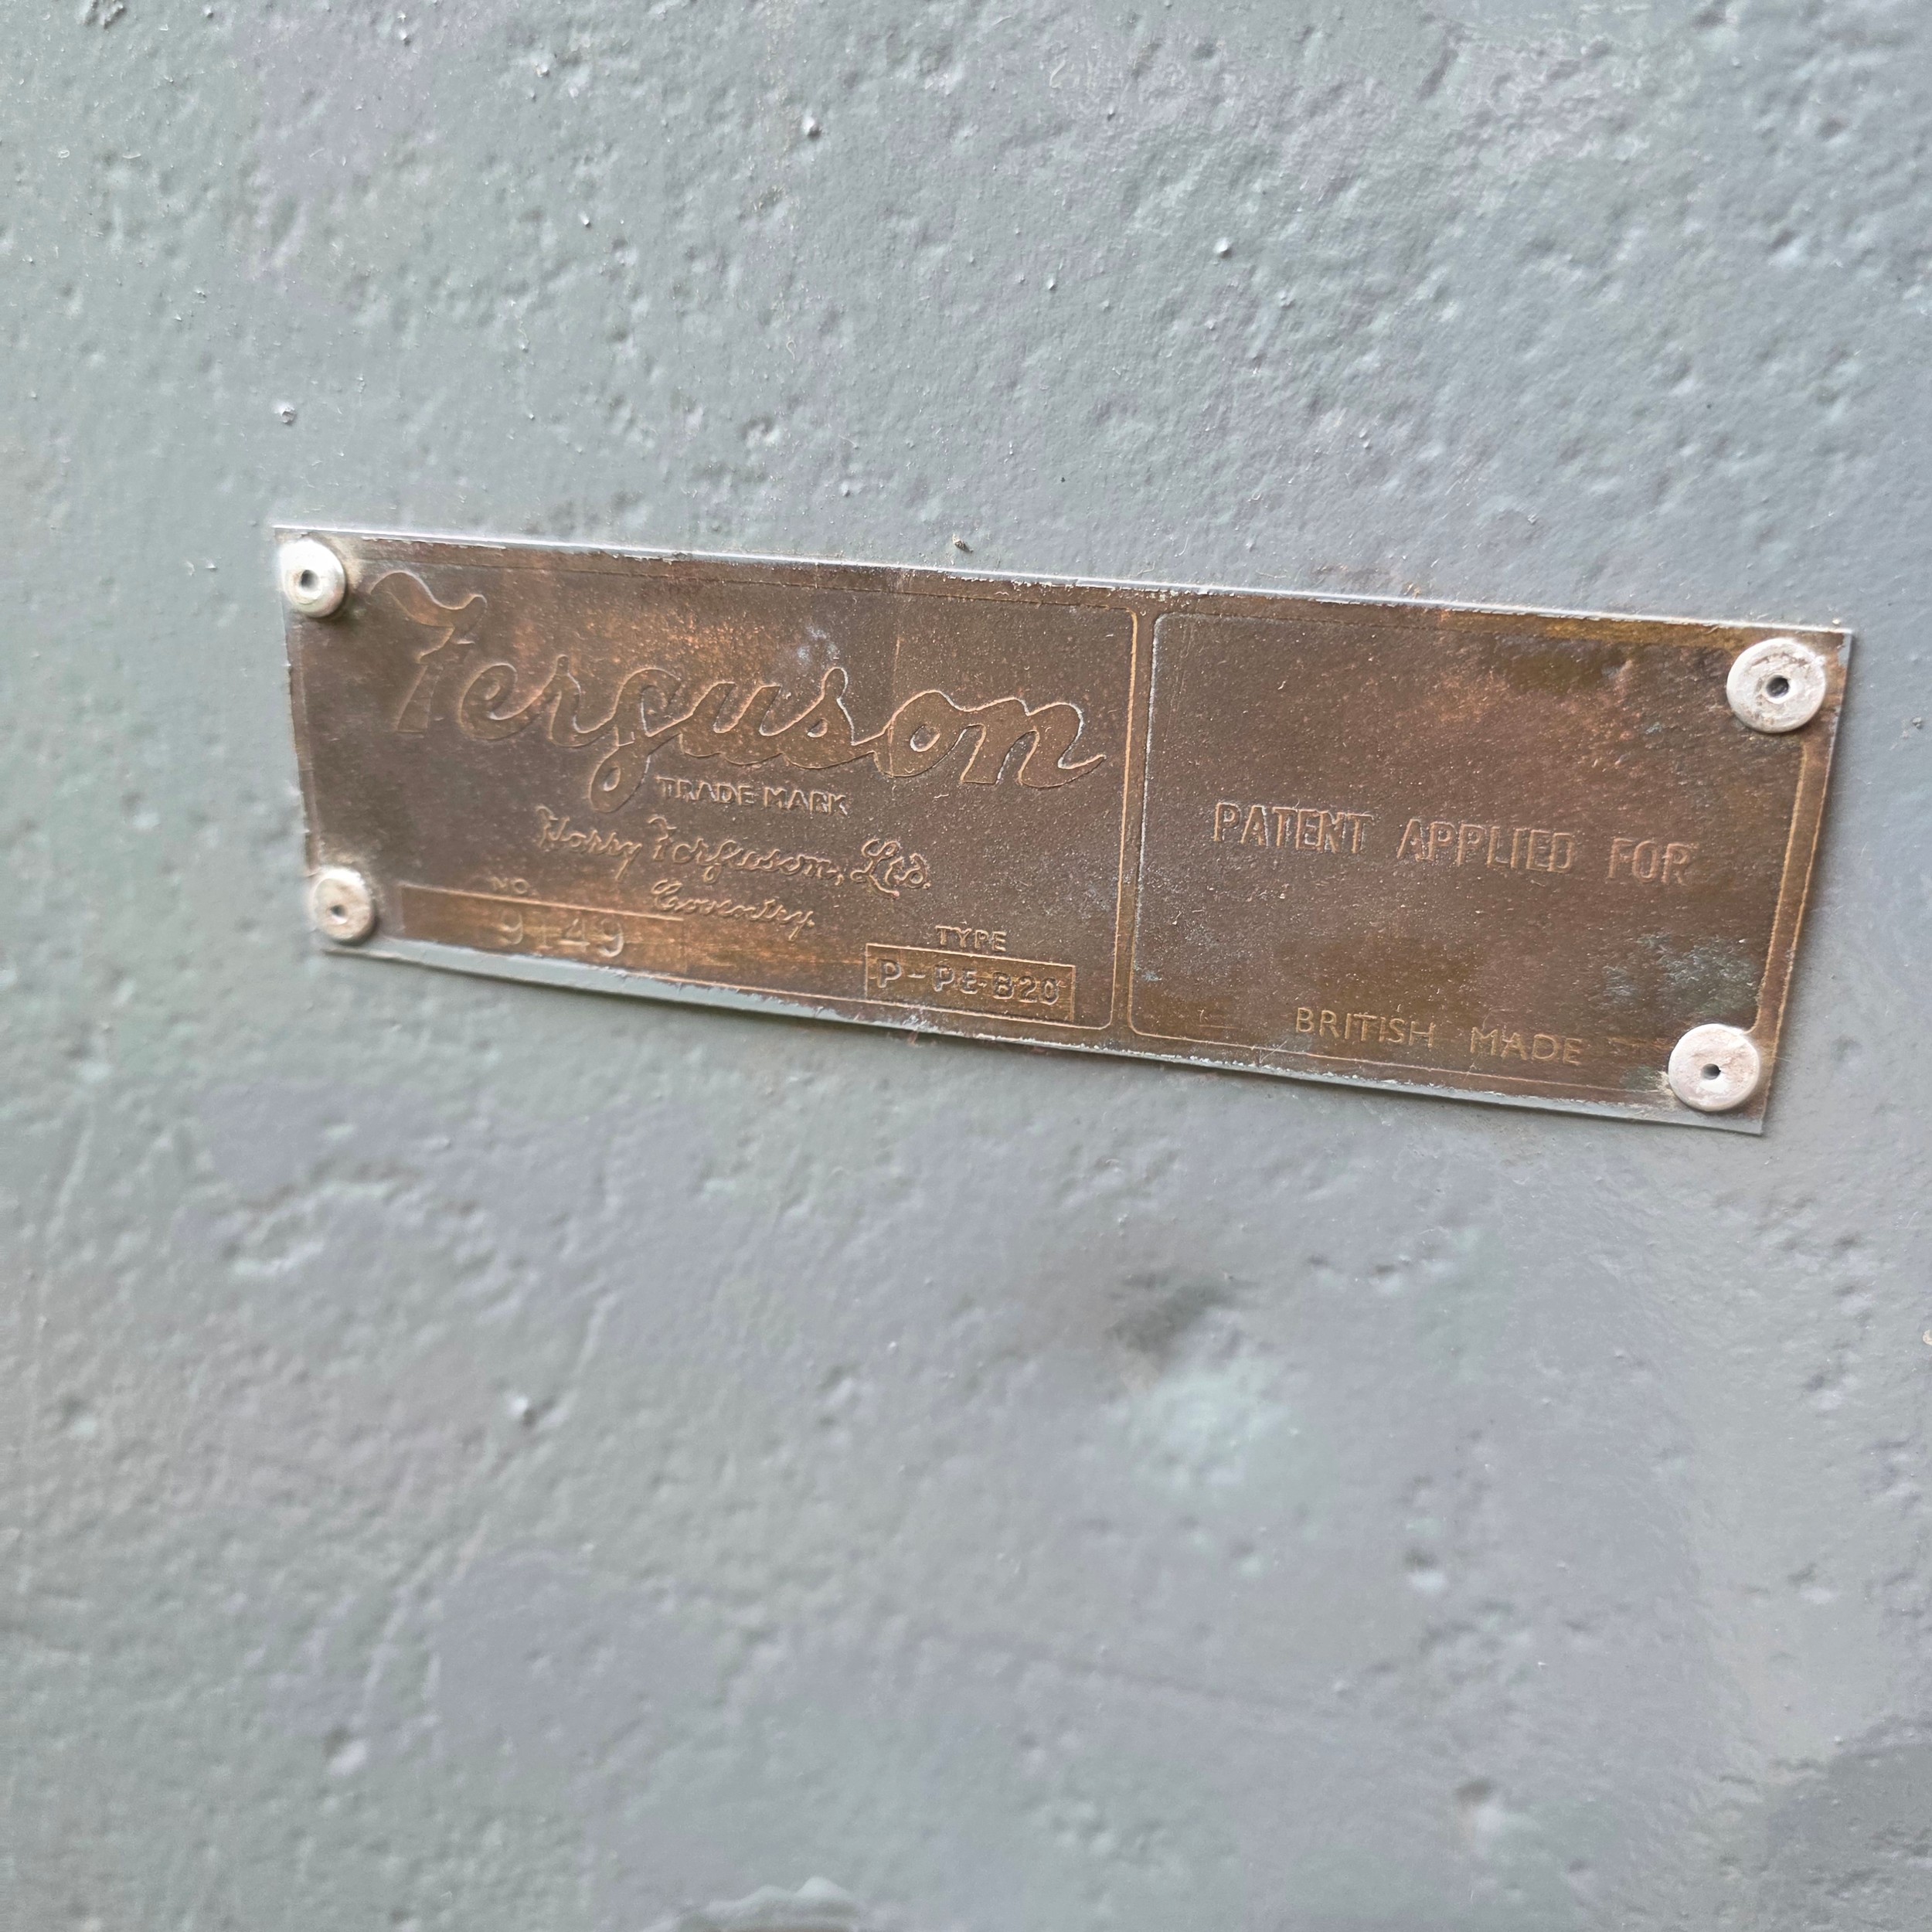 Ferguson
TRADE MARK
Harry Ferguson, Ltd.
Coventry.
NO.
9149
TYPE
P-PE-B20
PATENT APPLIED FOR
BRITISH MADE